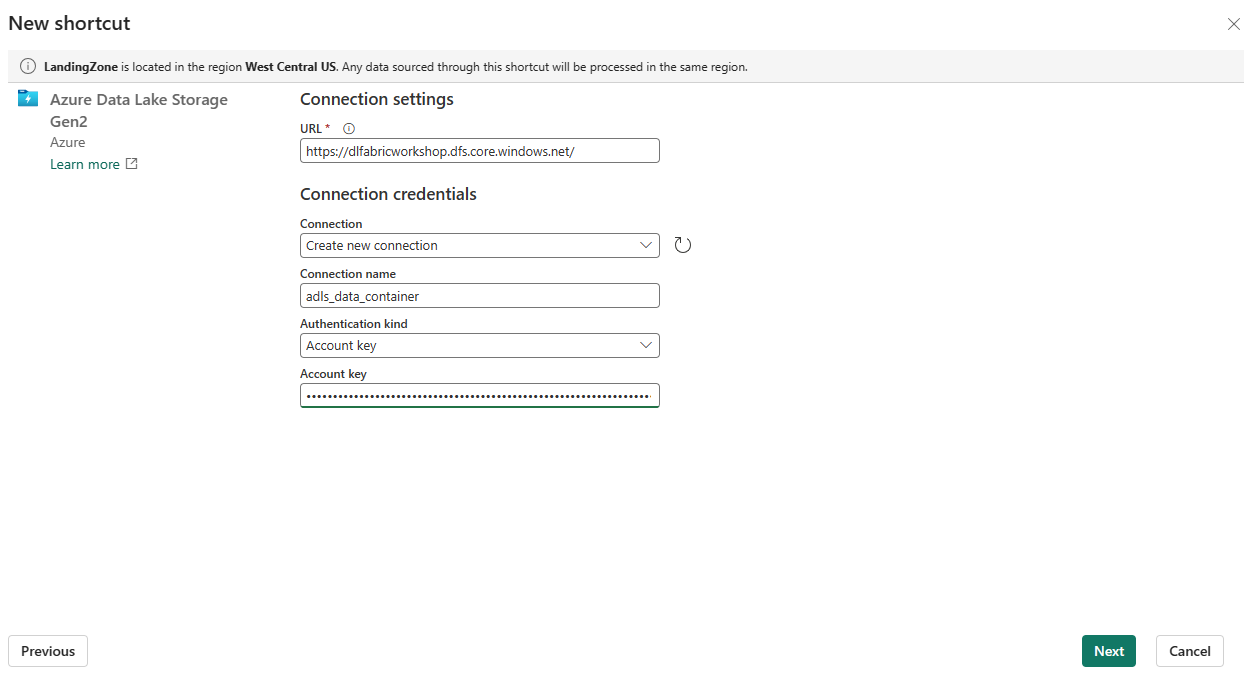 New shortcut
LandingZone is located in the region West Central US. Any data sourced through this shortcut will be processed in the same region.
Azure Data Lake Storage
Gen2
Azure
Learn more
Connection settings
URL *
https://dlfabricworkshop.dfs.core.windows.net/
Connection credentials
Connection
Create new connection
Connection name
adls_data_container
Authentication kind
Account key
Account key
Previous
Next
Cancel